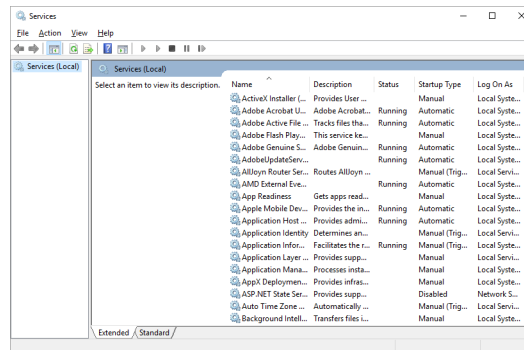 Services
File Action View Help
Services (Local)
Services (Local)
Select an item to view its description.
Name Description Status Startup Type Log On As
ActiveX Installer (... Provides User ... Manual Local Syste...
Adobe Acrobat U... Adobe Acrobat... Running Automatic Local Syste...
Adobe Active File ... Tracks files tha... Running Automatic Local Syste...
Adobe Flash Play... This service ke... Manual Local Syste...
Adobe Genuine S... Adobe Genuin... Running Automatic Local Syste...
AdobeUpdateServ... Running Automatic Local Syste...
AllJoyn Router Ser... Routes AllJoyn ... Manual (Trig... Local Servi...
AMD External Eve... Running Automatic Local Syste...
App Readiness Gets apps read... Manual Local Syste...
Apple Mobile Dev... Provides the in... Running Automatic Local Syste...
Application Host ... Provides admi... Running Automatic Local Syste...
Application Identity Determines an... Manual (Trig... Local Servi...
Application Infor... Facilitates the r... Running Manual (Trig... Local Syste...
Application Layer ... Provides supp... Manual Local Servi...
Application Mana... Processes insta... Manual Local Syste...
AppX Deploymen... Provides infras... Manual Local Syste...
ASP.NET State Ser... Provides supp... Disabled Network S...
Auto Time Zone ... Automatically ... Manual (Trig... Local Servi...
Background Intell... Transfers files i... Manual Local Syste...
Extended Standard